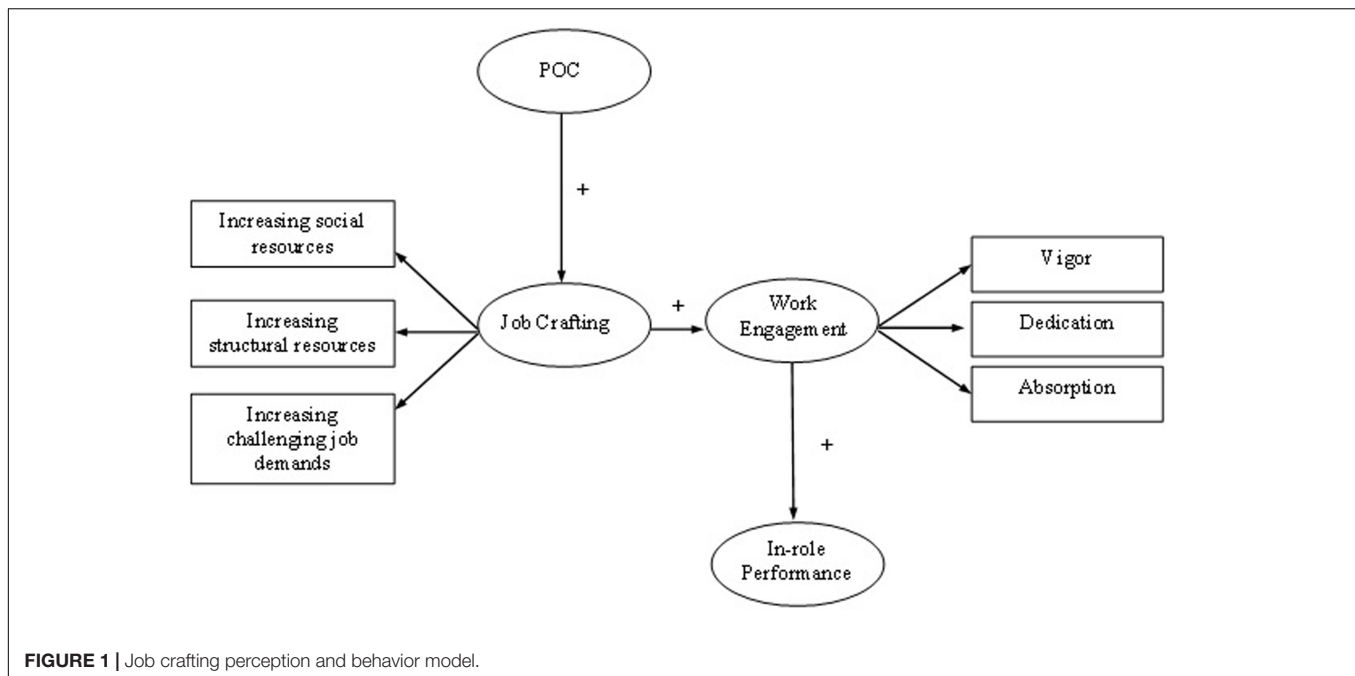 POC
+
Increasing social
resources
Increasing
structural resources
Increasing
challenging job
demands
Job Crafting
+
Work
Engagement
Vigor
Dedication
Absorption
+
In-role
Performance
FIGURE 1 | Job crafting perception and behavior model.